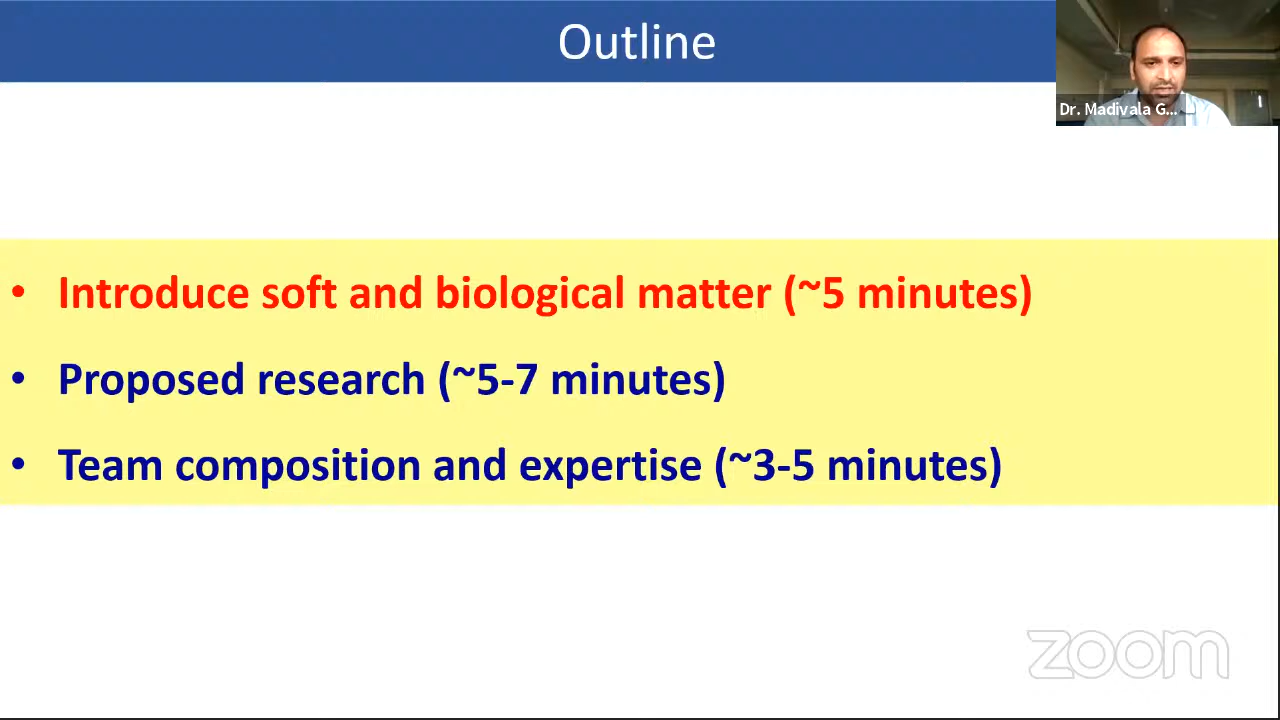 Outline
Dr. Madivala G...
• Introduce soft and biological matter (~5 minutes)
• Proposed research (~5-7 minutes)
• Team composition and expertise (~3-5 minutes)
zoom